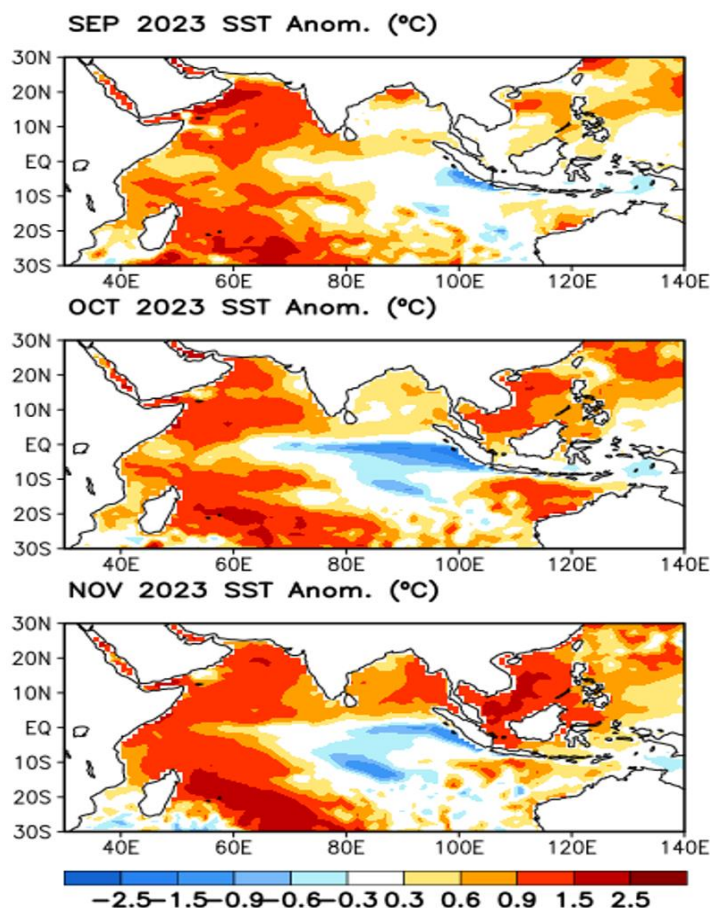 SEP 2023 SST Anom. (°C)
30N
20N
10N
EQ
10S
20S
30S
40E 60E 80E 100E 120E 140E
OCT 2023 SST Anom. (°C)
30N
20N
10N
EQ
10S
20S
30S
40E 60E 80E 100E 120E 140E
NOV 2023 SST Anom. (°C)
30N
20N
10N
EQ
10S
20S
30S
40E 60E 80E 100E 120E 140E
-2.5 -1.5 -0.9 -0.6 -0.3 0.3 0.6 0.9 1.5 2.5